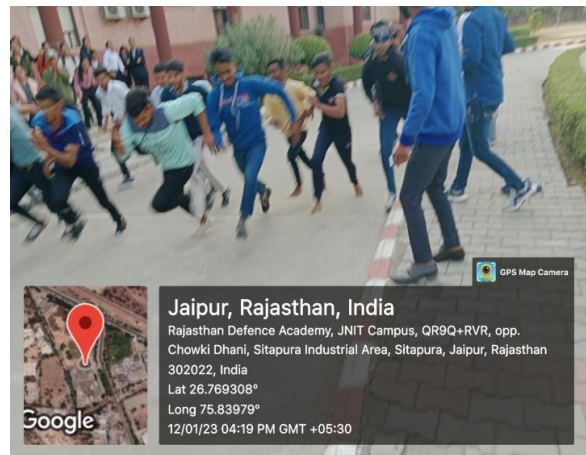 GPS Map Camera
Jaipur, Rajasthan, India
Rajasthan Defence Academy, JNIT Campus, QR9Q+RVR, opp.
Chowki Dhani, Sitapura Industrial Area, Sitapura, Jaipur, Rajasthan
302022, India
Lat 26.769308°
Long 75.83979°
12/01/23 04:19 PM GMT +05:30
Google